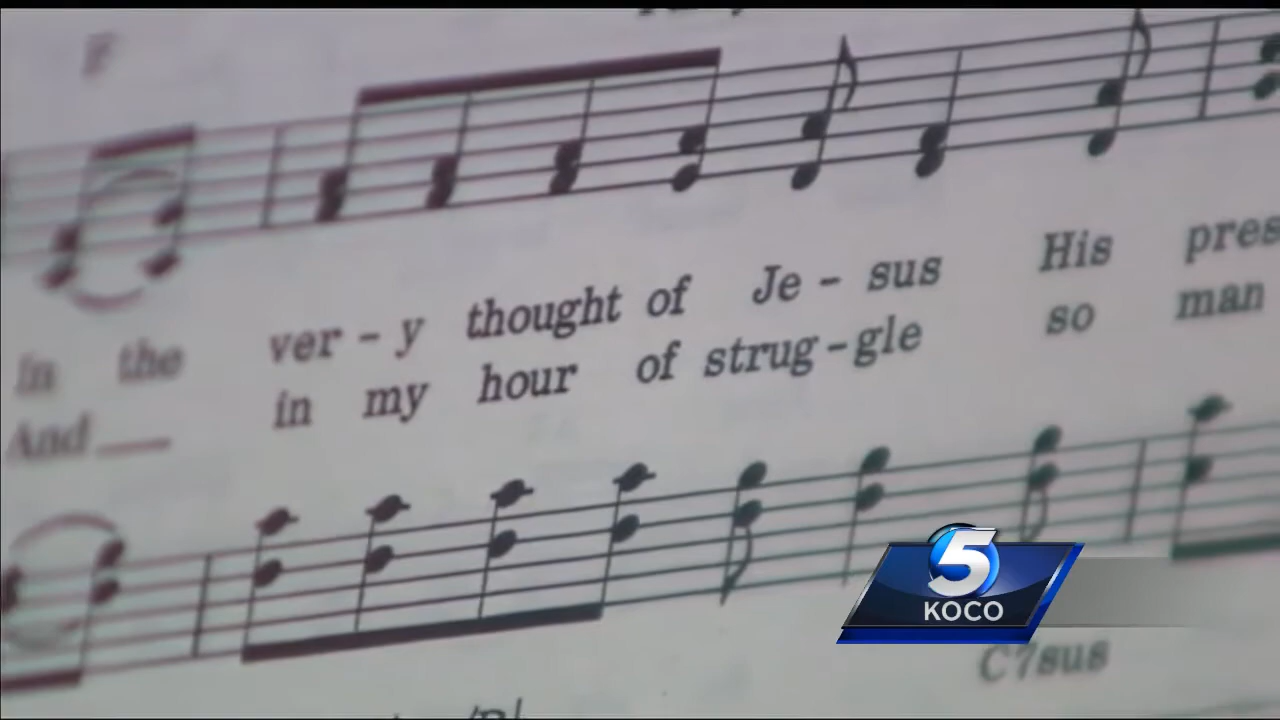 F
in the ver - y thought of Je - sus His pres
And in my hour of strug - gle so man
5
KOCO
C7sus